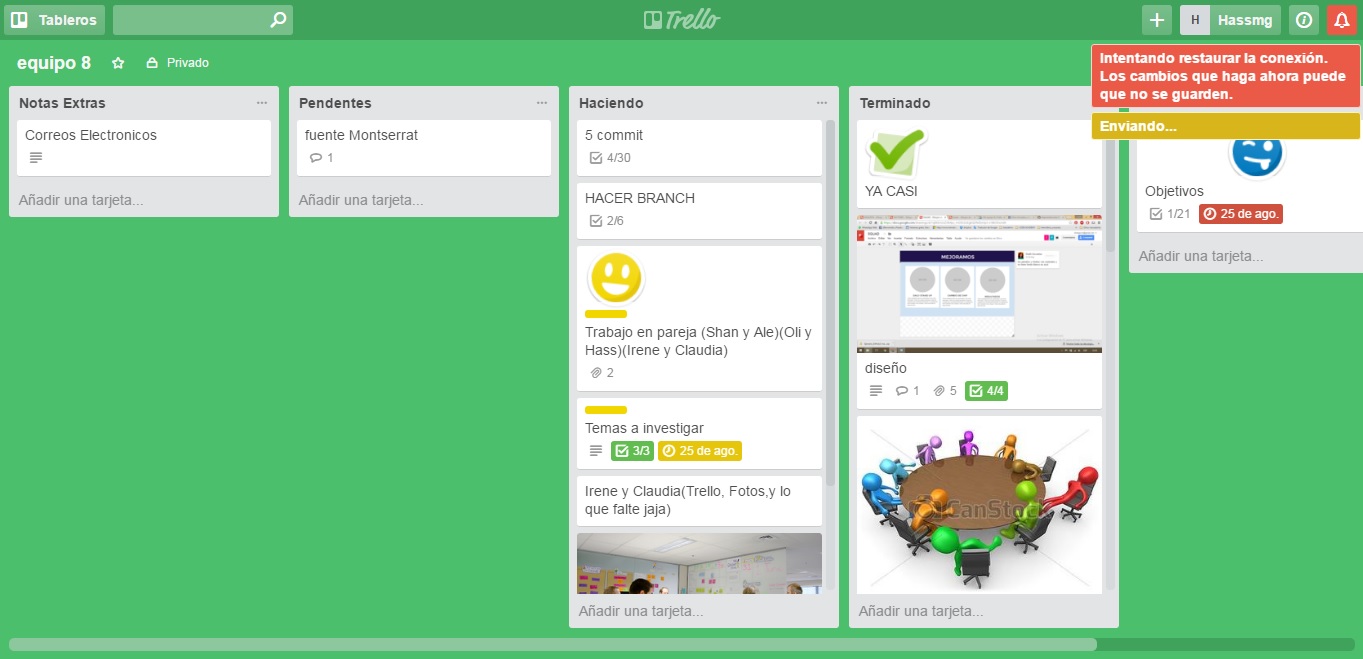 Tableros
Trello
H Hassmg
equipo 8
Privado
Intentando restaurar la conexión.
Los cambios que haga ahora puede
que no se guarden.
Enviando...
Notas Extras
Correos Electronicos
Añadir una tarjeta...
Pendentes
fuente Montserrat
1
Añadir una tarjeta...
Haciendo
5 commit
4/30
HACER BRANCH
2/6
Trabajo en pareja (Shan y Ale)(Oli y
Hass)(Irene y Claudia)
2
Temas a investigar
3/3 25 de ago.
Irene y Claudia(Trello, Fotos,y lo
que falte jaja)
Añadir una tarjeta...
Terminado
YA CASI
MEJORAMOS
diseño
1 5 4/4
CanStock
Añadir una tarjeta...
Objetivos
1/21 25 de ago.
Añadir una tarjeta...